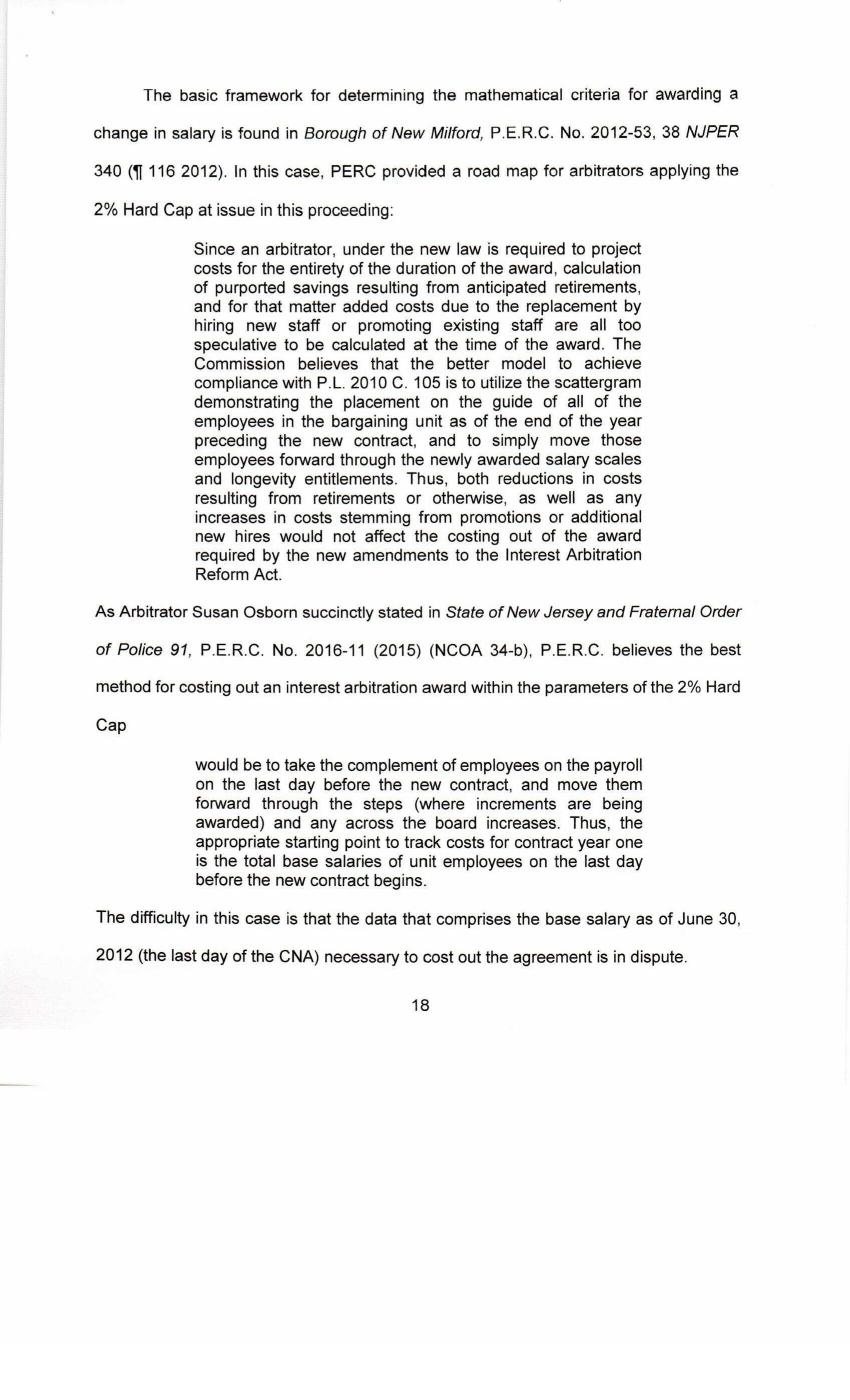 The basic framework for determining the mathematical criteria for awarding a
change in salary is found in Borough of New Milford, P.E.R.C. No. 2012-53, 38 NJPER
340 (¶ 116 2012). In this case, PERC provided a road map for arbitrators applying the
2% Hard Cap at issue in this proceeding:
Since an arbitrator, under the new law is required to project
costs for the entirety of the duration of the award, calculation
of purported savings resulting from anticipated retirements,
and for that matter added costs due to the replacement by
hiring new staff or promoting existing staff are all too
speculative to be calculated at the time of the award. The
Commission believes that the better model to achieve
compliance with P.L. 2010 C. 105 is to utilize the scattergram
demonstrating the placement on the guide of all of the
employees in the bargaining unit as of the end of the year
preceding the new contract, and to simply move those
employees forward through the newly awarded salary scales
and longevity entitlements. Thus, both reductions in costs
resulting from retirements or otherwise, as well as any
increases in costs stemming from promotions or additional
new hires would not affect the costing out of the award
required by the new amendments to the Interest Arbitration
Reform Act.
As Arbitrator Susan Osborn succinctly stated in State of New Jersey and Fraternal Order
of Police 91, P.E.R.C. No. 2016-11 (2015) (NCOA 34-b), P.E.R.C. believes the best
method for costing out an interest arbitration award within the parameters of the 2% Hard
Cap
would be to take the complement of employees on the payroll
on the last day before the new contract, and move them
forward through the steps (where increments are being
awarded) and any across the board increases. Thus, the
appropriate starting point to track costs for contract year one
is the total base salaries of unit employees on the last day
before the new contract begins.
The difficulty in this case is that the data that comprises the base salary as of June 30,
2012 (the last day of the CNA) necessary to cost out the agreement is in dispute.
18